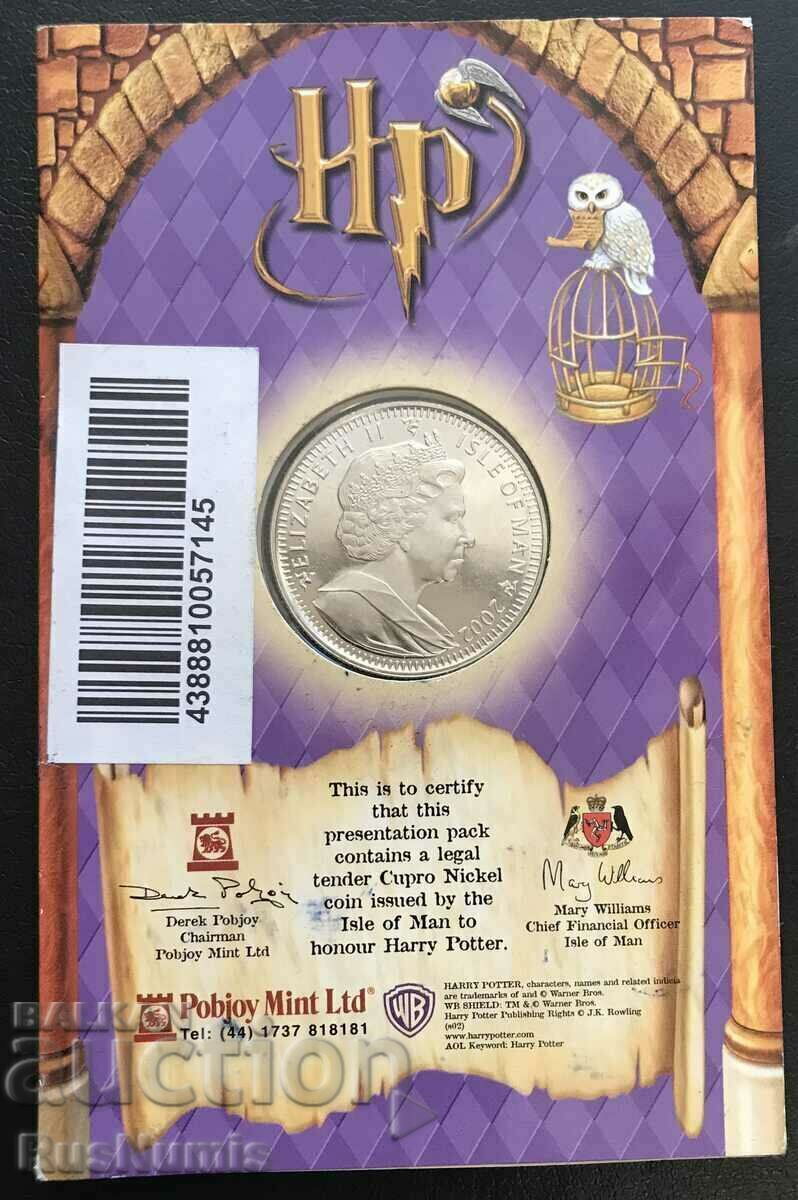 Hp
ELIZABETH II ISLE OF MAN 2002
4388810057145
This is to certify
that this
presentation pack
contains a legal
tender Cupro Nickel
coin issued by the
Isle of Man to
honour Harry Potter.
Derek Pobjoy
Derek Pobjoy
Chairman
Pobjoy Mint Ltd
Mary Williams
Mary Williams
Chief Financial Officer
Isle of Man
Pobjoy Mint Ltd®
Tel: (44) 1737 818181
WB
HARRY POTTER, characters, names and related indicia
are trademarks of and © Warner Bros.
WB SHIELD: TM & © Warner Bros.
Harry Potter Publishing Rights © J.K. Rowling
(s02)
www.harrypotter.com
AOL Keyword: Harry Potter
BALKAN
auction
RusNumis